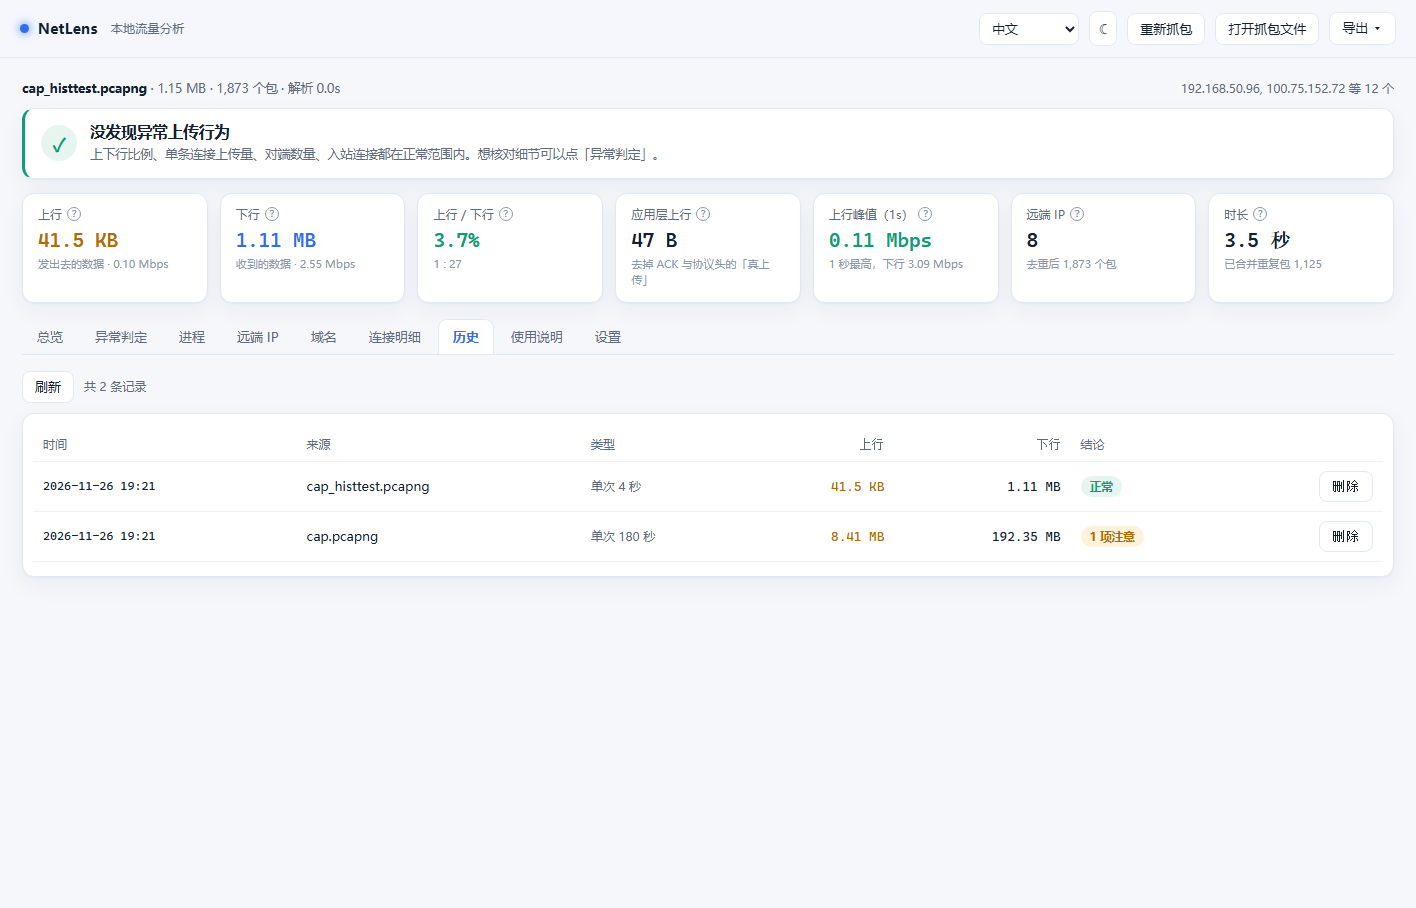 NetLens 本地流量分析 中文 重新抓包 打开抓包文件 导出
cap_histtest.pcapng · 1.15 MB · 1,873 个包 · 解析 0.0s 192.168.50.96, 100.75.152.72 等 12 个
没发现异常上传行为
上下行比例、单条连接上传量、对端数量、入站连接都在正常范围内。想核对细节可以点「异常判定」。
上行 ? 下行 ? 上行 / 下行 ? 应用层上行 ? 上行峰值（1s） ? 远端 IP ? 时长 ?
41.5 KB 1.11 MB 3.7% 47 B 0.11 Mbps 8 3.5 秒
发出去的数据 · 0.10 Mbps 收到的数据 · 2.55 Mbps 1 : 27 去掉 ACK 与协议头的「真上传」 1 秒最高，下行 3.09 Mbps 去重后 1,873 个包 已合并重复包 1,125
总览 异常判定 进程 远端 IP 域名 连接明细 历史 使用说明 设置
刷新 共 2 条记录
时间 来源 类型 上行 下行 结论
2026-11-26 19:21 cap_histtest.pcapng 单次 4 秒 41.5 KB 1.11 MB 正常 删除
2026-11-26 19:21 cap.pcapng 单次 180 秒 8.41 MB 192.35 MB 1 项注意 删除